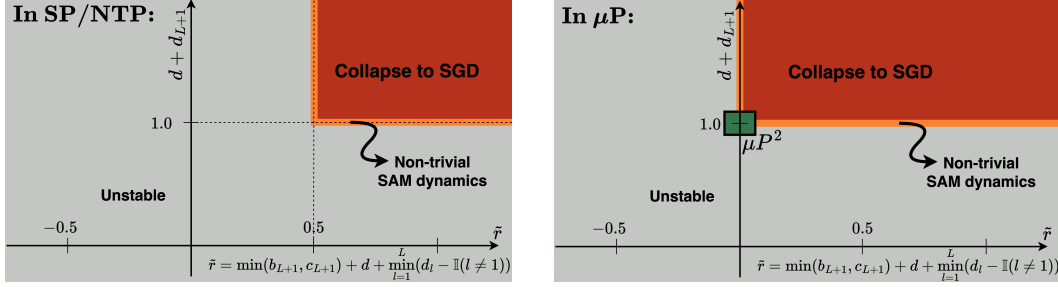 In SP/NTP:
d + d_{L+1}
Collapse to SGD
1.0
Non-trivial
SAM dynamics
Unstable
−0.5
0.5
r̃
r̃ = min(b_{L+1}, c_{L+1}) + d + min_{l=1}^{L}(d_l − 𝕀(l ≠ 1))
In μP:
d + d_{L+1}
Collapse to SGD
1.0
μP²
Non-trivial
SAM dynamics
Unstable
−0.5
0.5
r̃
r̃ = min(b_{L+1}, c_{L+1}) + d + min_{l=1}^{L}(d_l − 𝕀(l ≠ 1))